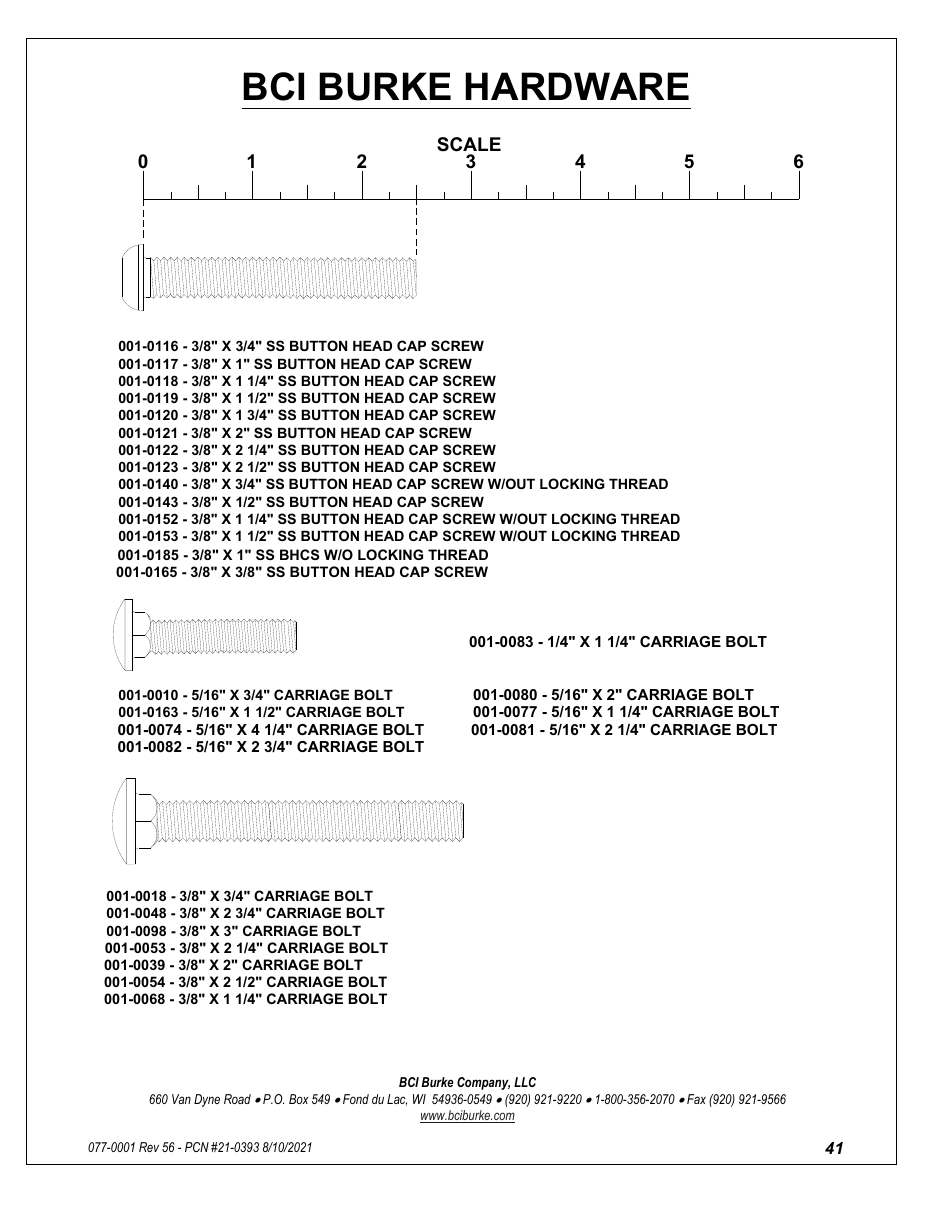 BCI BURKE HARDWARE
SCALE
0 1 2 3 4 5 6
001-0116 - 3/8" X 3/4" SS BUTTON HEAD CAP SCREW
001-0117 - 3/8" X 1" SS BUTTON HEAD CAP SCREW
001-0118 - 3/8" X 1 1/4" SS BUTTON HEAD CAP SCREW
001-0119 - 3/8" X 1 1/2" SS BUTTON HEAD CAP SCREW
001-0120 - 3/8" X 1 3/4" SS BUTTON HEAD CAP SCREW
001-0121 - 3/8" X 2" SS BUTTON HEAD CAP SCREW
001-0122 - 3/8" X 2 1/4" SS BUTTON HEAD CAP SCREW
001-0123 - 3/8" X 2 1/2" SS BUTTON HEAD CAP SCREW
001-0140 - 3/8" X 3/4" SS BUTTON HEAD CAP SCREW W/OUT LOCKING THREAD
001-0143 - 3/8" X 1/2" SS BUTTON HEAD CAP SCREW
001-0152 - 3/8" X 1 1/4" SS BUTTON HEAD CAP SCREW W/OUT LOCKING THREAD
001-0153 - 3/8" X 1 1/2" SS BUTTON HEAD CAP SCREW W/OUT LOCKING THREAD
001-0185 - 3/8" X 1" SS BHCS W/O LOCKING THREAD
001-0165 - 3/8" X 3/8" SS BUTTON HEAD CAP SCREW
001-0083 - 1/4" X 1 1/4" CARRIAGE BOLT
001-0010 - 5/16" X 3/4" CARRIAGE BOLT
001-0163 - 5/16" X 1 1/2" CARRIAGE BOLT
001-0074 - 5/16" X 4 1/4" CARRIAGE BOLT
001-0082 - 5/16" X 2 3/4" CARRIAGE BOLT
001-0080 - 5/16" X 2" CARRIAGE BOLT
001-0077 - 5/16" X 1 1/4" CARRIAGE BOLT
001-0081 - 5/16" X 2 1/4" CARRIAGE BOLT
001-0018 - 3/8" X 3/4" CARRIAGE BOLT
001-0048 - 3/8" X 2 3/4" CARRIAGE BOLT
001-0098 - 3/8" X 3" CARRIAGE BOLT
001-0053 - 3/8" X 2 1/4" CARRIAGE BOLT
001-0039 - 3/8" X 2" CARRIAGE BOLT
001-0054 - 3/8" X 2 1/2" CARRIAGE BOLT
001-0068 - 3/8" X 1 1/4" CARRIAGE BOLT
BCI Burke Company, LLC
660 Van Dyne Road • P.O. Box 549 • Fond du Lac, WI 54936-0549 • (920) 921-9220 • 1-800-356-2070 • Fax (920) 921-9566
www.bciburke.com
077-0001 Rev 56 - PCN #21-0393 8/10/2021
41